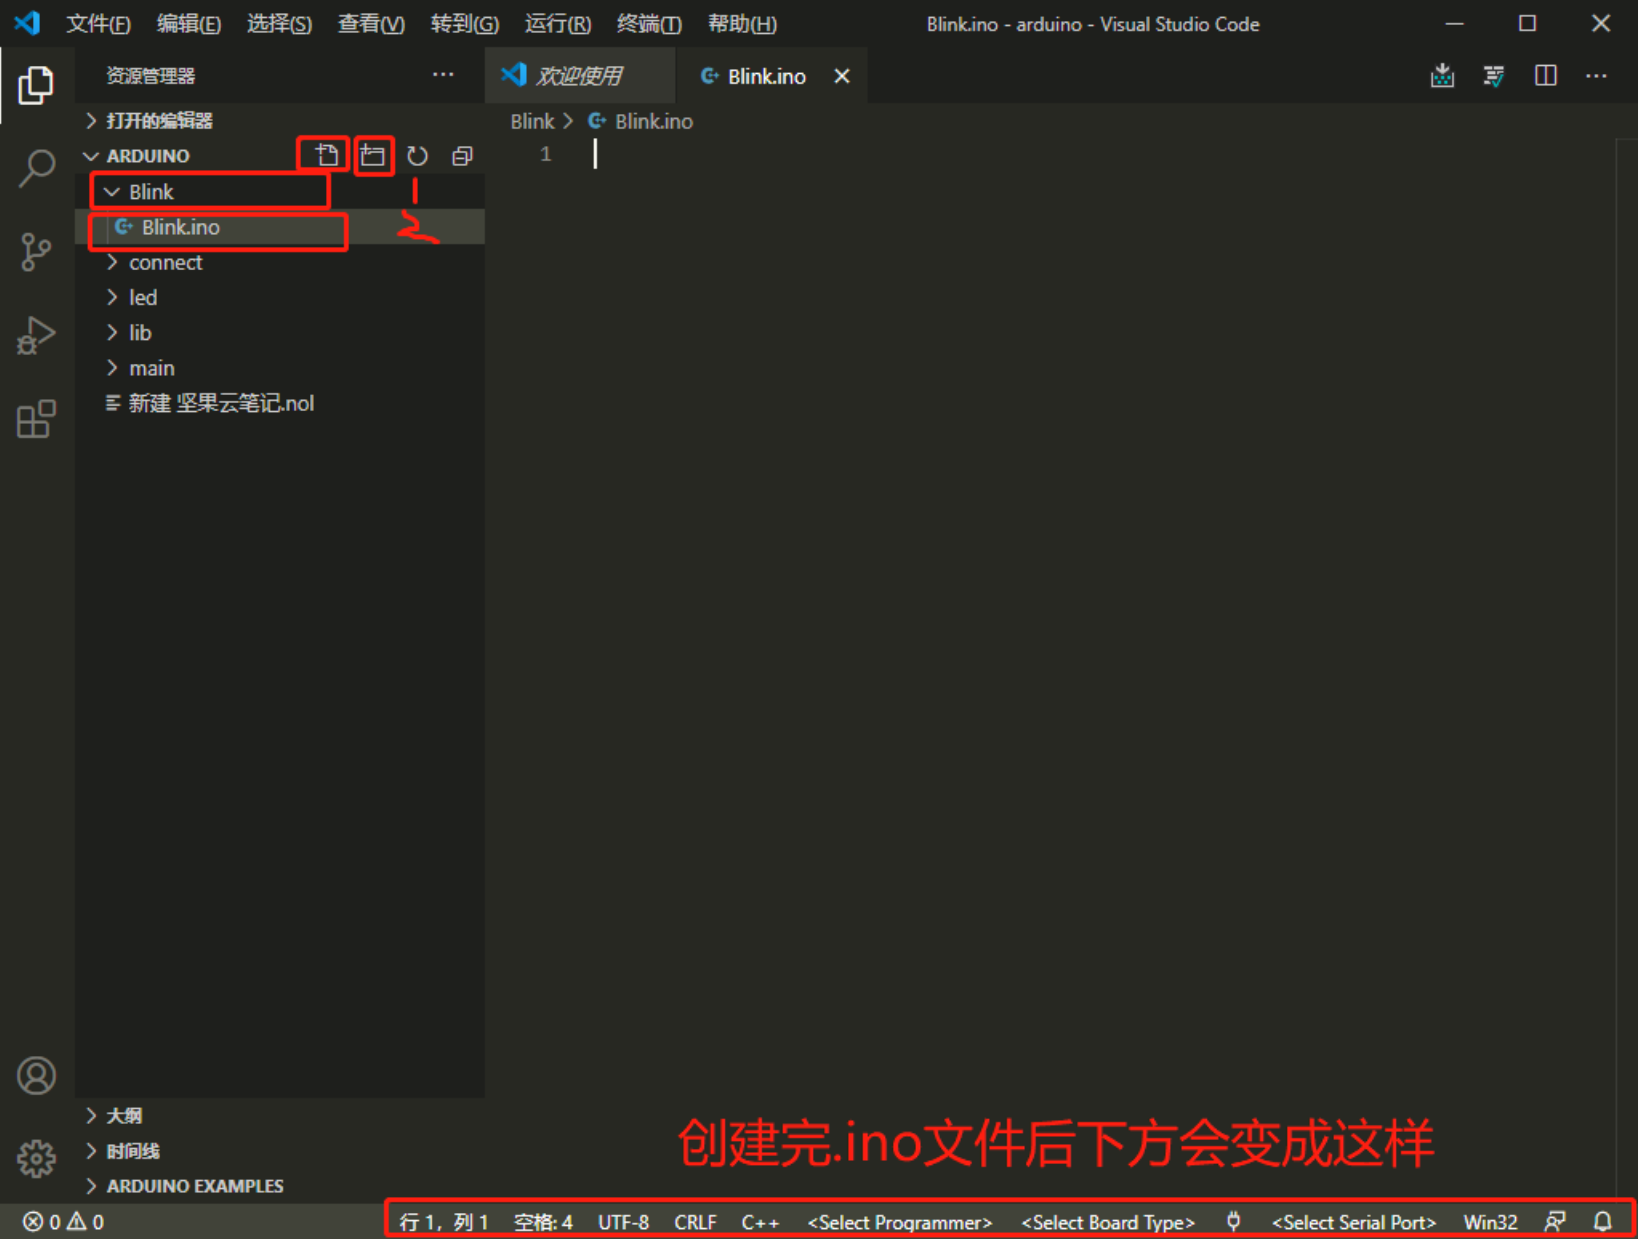 文件(F) 编辑(E) 选择(S) 查看(V) 转到(G) 运行(R) 终端(T) 帮助(H) Blink.ino - arduino - Visual Studio Code
资源管理器
欢迎使用 Blink.ino
打开的编辑器
Blink > Blink.ino
ARDUINO
1
Blink
1
Blink.ino
2
connect
led
lib
main
新建 坚果云笔记.nol
大纲
时间线
ARDUINO EXAMPLES
创建完.ino文件后下方会变成这样
0 0 行 1，列 1 空格: 4 UTF-8 CRLF C++ <Select Programmer> <Select Board Type> <Select Serial Port> Win32